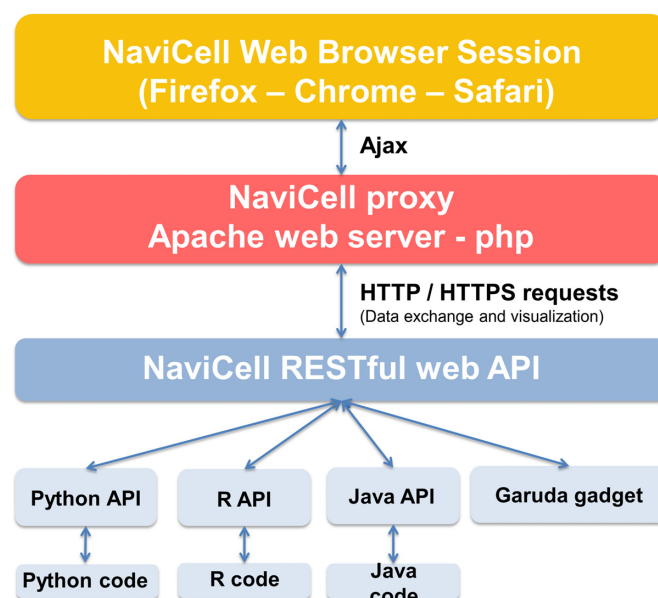 NaviCell Web Browser Session
(Firefox – Chrome – Safari)
Ajax
NaviCell proxy
Apache web server - php
HTTP / HTTPS requests
(Data exchange and visualization)
NaviCell RESTful web API
Python API
R API
Java API
Garuda gadget
Python code
R code
Java
code